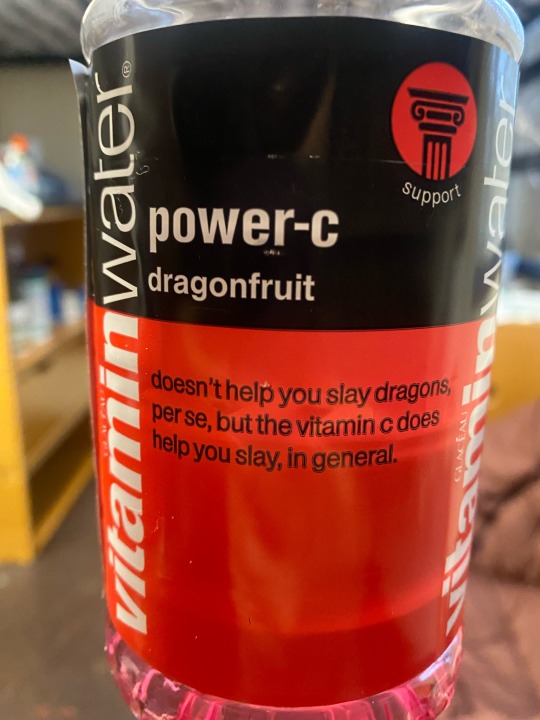 vitaminwater®
support
power-c
dragonfruit
doesn't help you slay dragons,
per se, but the vitamin c does
help you slay, in general.
GLACÉAU
vitaminwater